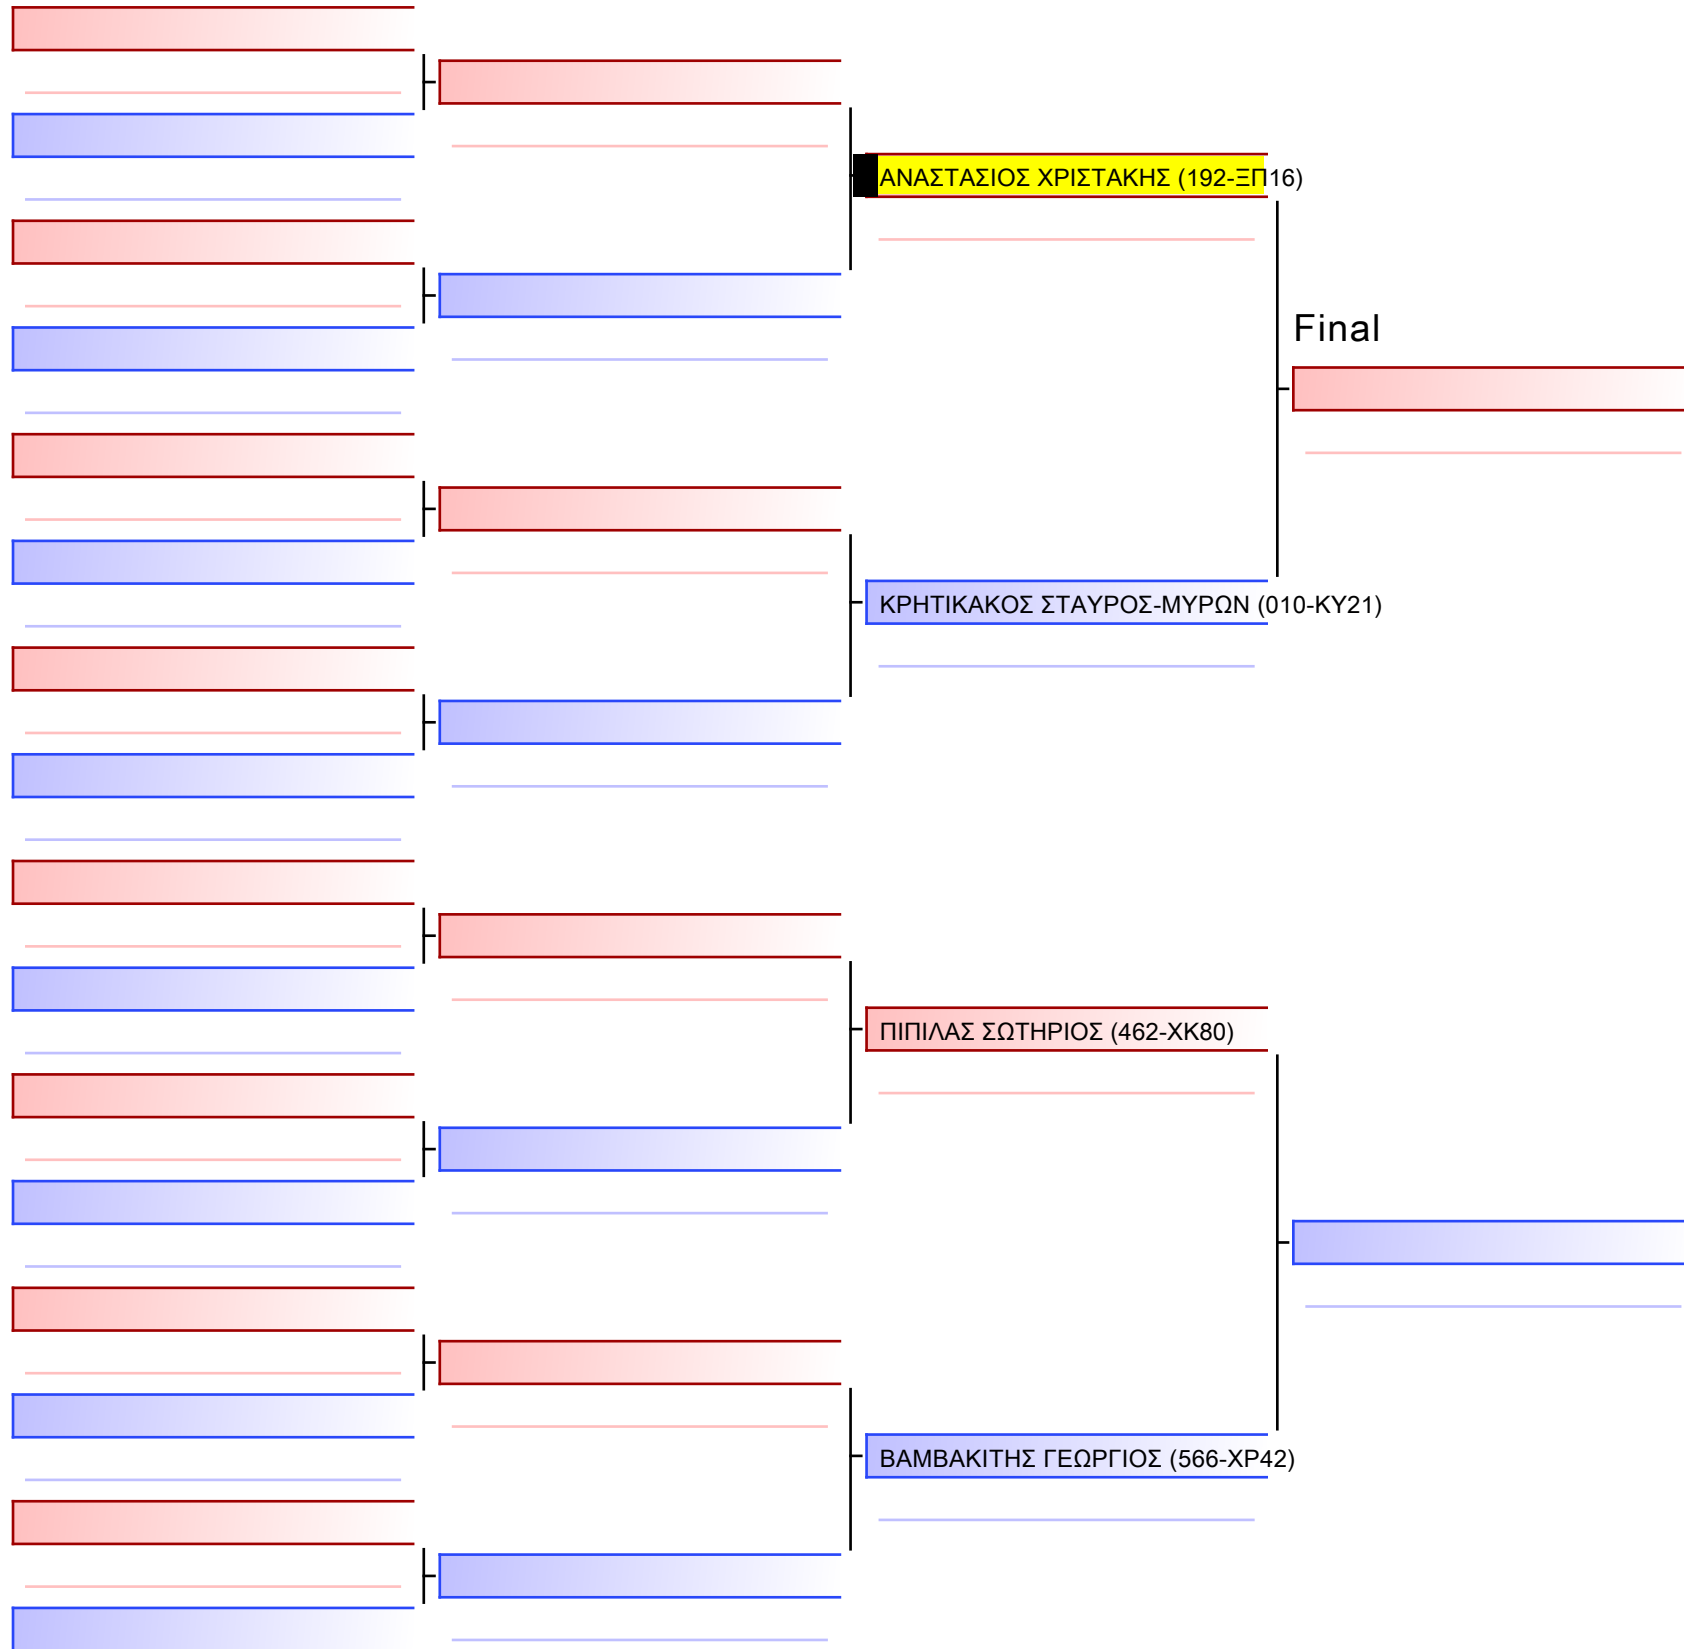 ΑΝΑΣΤΑΣΙΟΣ ΧΡΙΣΤΑΚΗΣ (192-ΞΠ16)
Final
ΚΡΗΤΙΚΑΚΟΣ ΣΤΑΥΡΟΣ-ΜΥΡΩΝ (010-ΚΥ21)
ΠΙΠΙΛΑΣ ΣΩΤΗΡΙΟΣ (462-ΧΚ80)
ΒΑΜΒΑΚΙΤΗΣ ΓΕΩΡΓΙΟΣ (566-ΧΡ42)